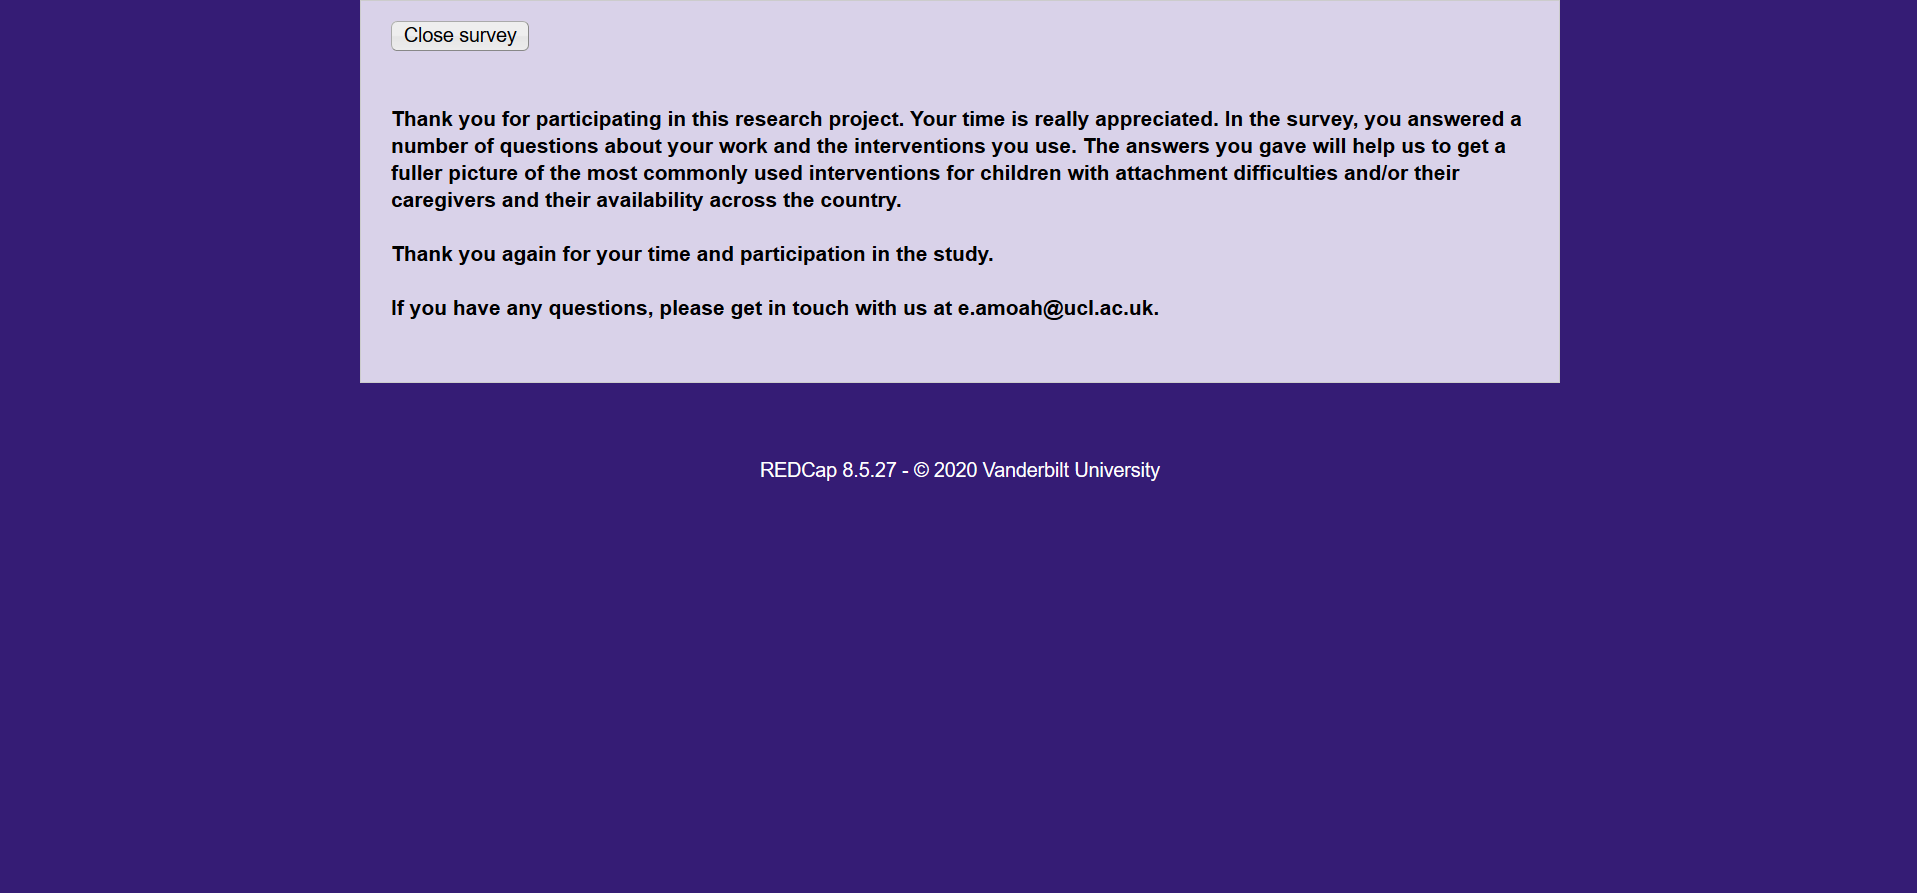 Close survey
Thank you for participating in this research project. Your time is really appreciated. In the survey, you answered a
number of questions about your work and the interventions you use. The answers you gave will help us to get a
fuller picture of the most commonly used interventions for children with attachment difficulties and/or their
caregivers and their availability across the country.
Thank you again for your time and participation in the study.
If you have any questions, please get in touch with us at e.amoah@ucl.ac.uk.
REDCap 8.5.27 - © 2020 Vanderbilt University